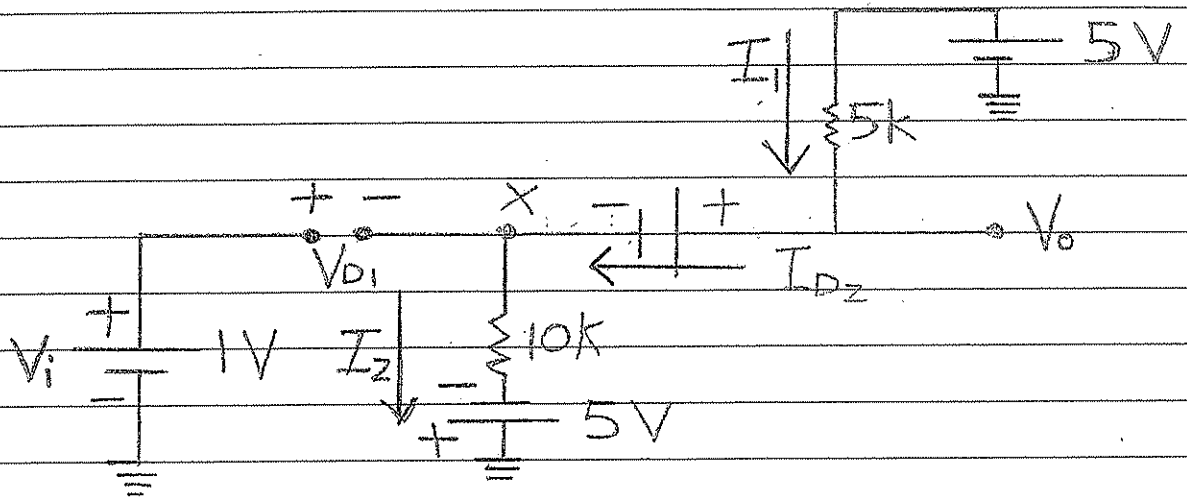 I1 5V
5k
+ - X - + Vo
VD1 ID2
+
Vi 1V I2 10k
- -
+ 5V